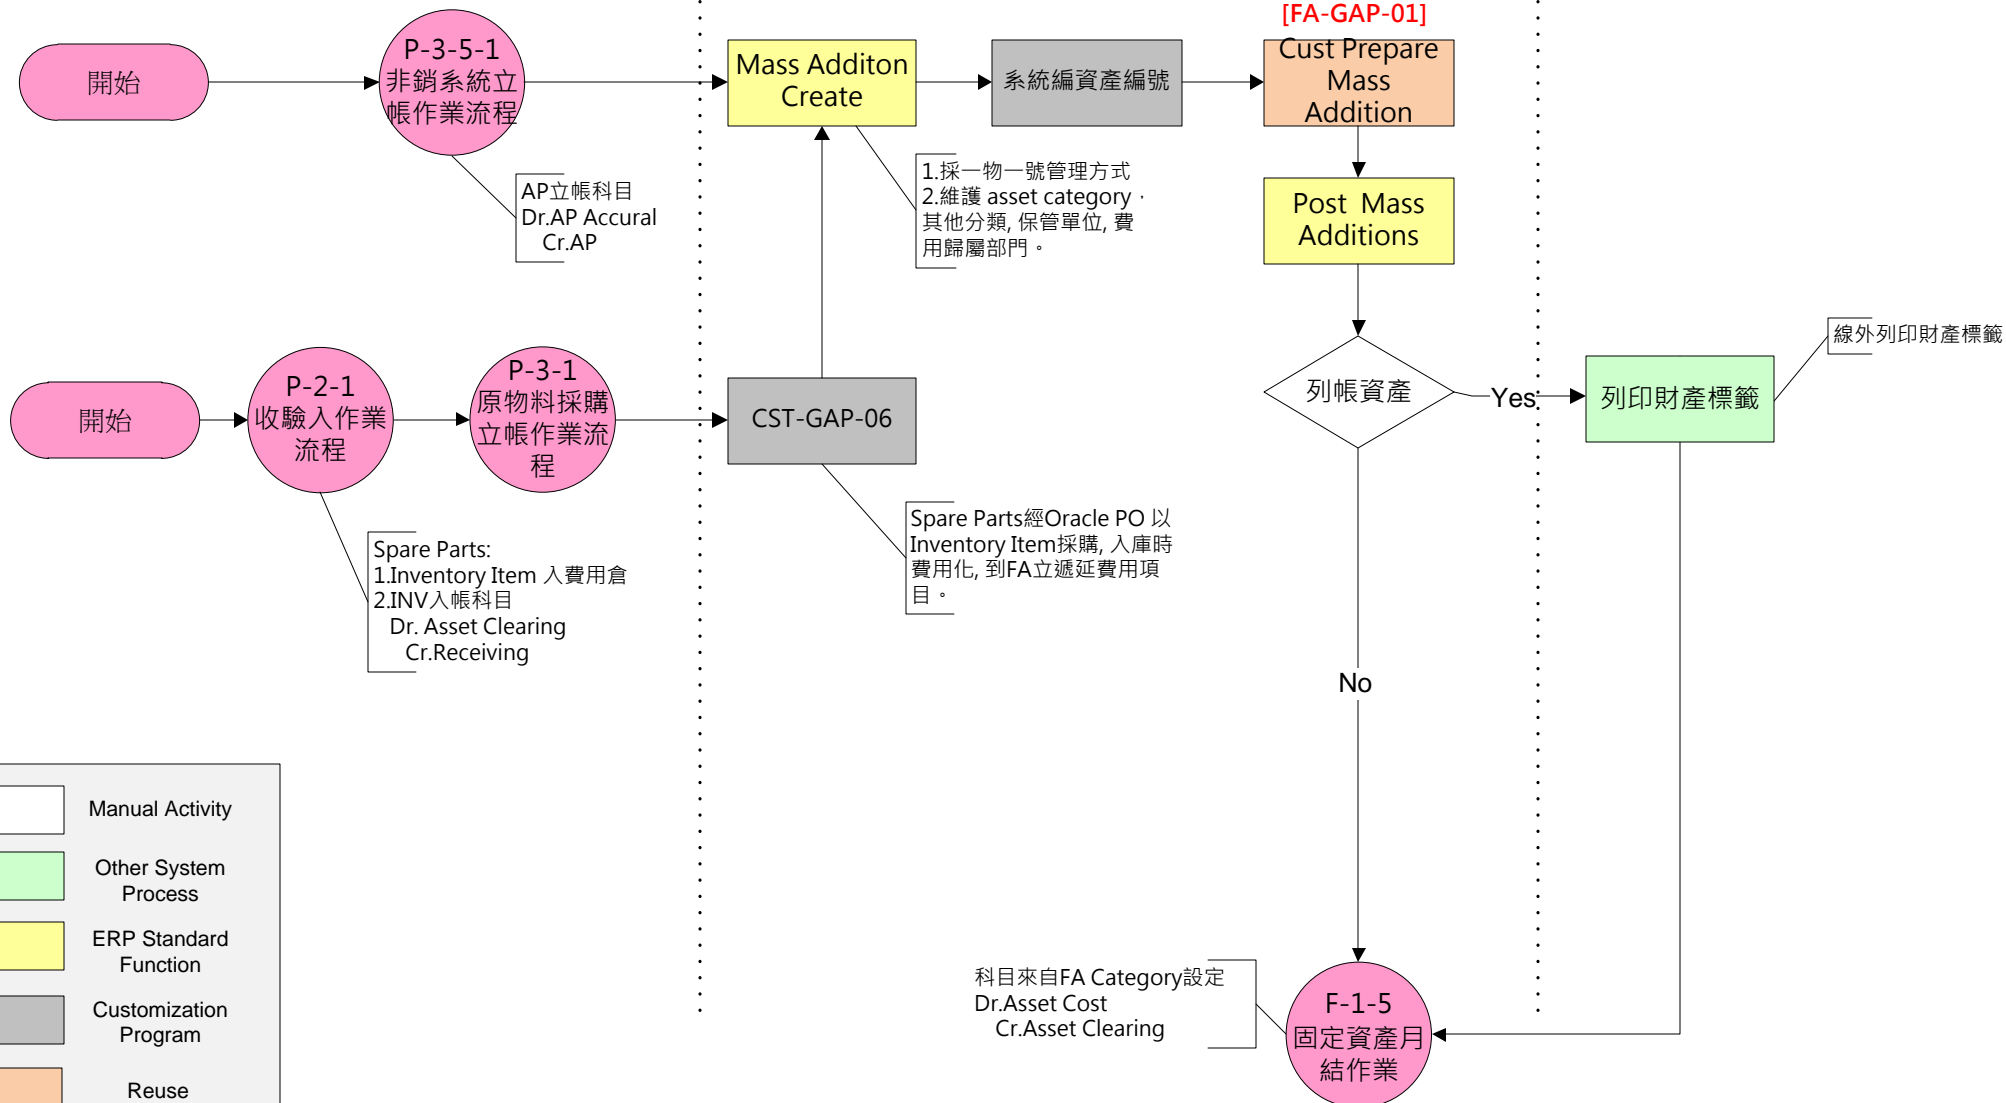 [FA-GAP-01]
開始
P-3-5-1
非銷系統立
帳作業流程
Mass Additon
Create
系統編資產編號
Cust Prepare
Mass
Addition
AP立帳科目
Dr.AP Accural
Cr.AP
1.採一物一號管理方式
2.維護 asset category，
其他分類, 保管單位, 費
用歸屬部門。
Post  Mass
Additions
開始
P-2-1
收驗入作業
流程
P-3-1
原物料採購
立帳作業流
程
CST-GAP-06
列帳資產
Yes
列印財產標籤
線外列印財產標籤
Spare Parts:
1.Inventory Item 入費用倉
2.INV入帳科目
Dr. Asset Clearing
Cr.Receiving
Spare Parts經Oracle PO 以
Inventory Item採購, 入庫時
費用化, 到FA立遞延費用項
目。
No
Manual Activity
Other System
Process
ERP Standard
Function
Customization
Program
Reuse
科目來自FA Category設定
Dr.Asset Cost
Cr.Asset Clearing
F-1-5
固定資產月
結作業